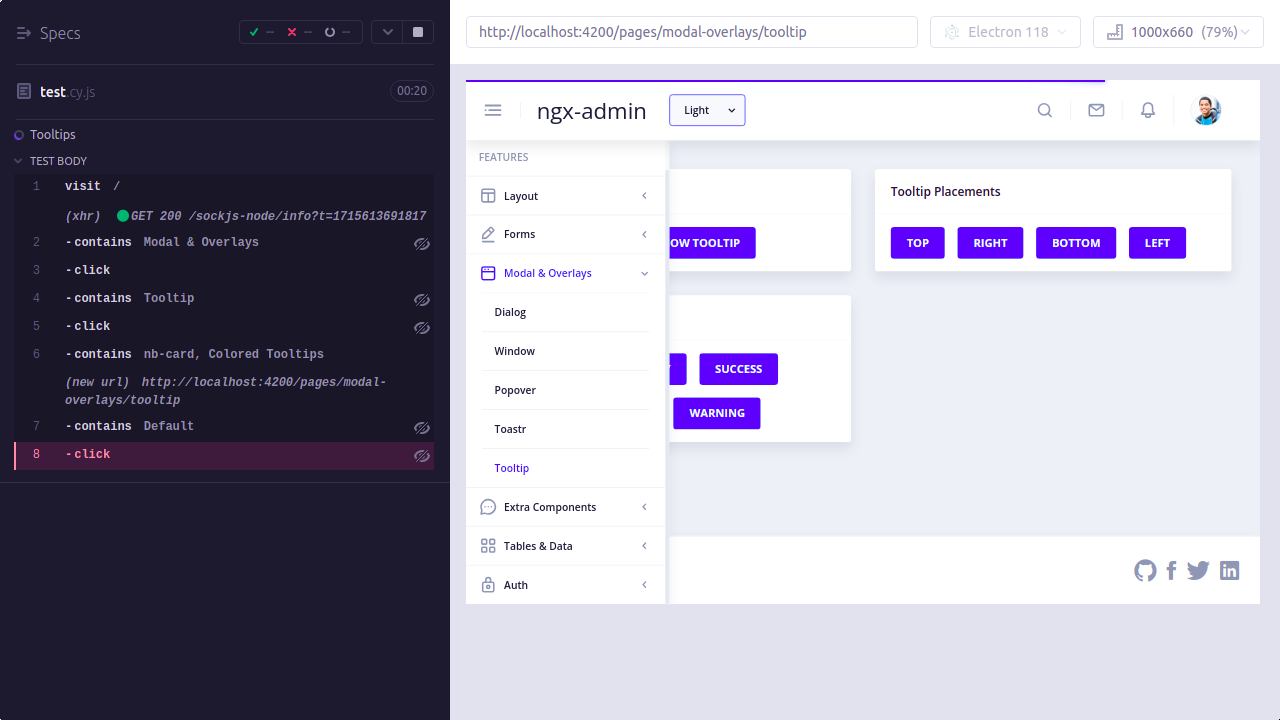 Specs
-- -- --
test.cy.js
00:20
Tooltips
TEST BODY
1 visit /
(xhr) GET 200 /sockjs-node/info?t=1715613691817
2 -contains Modal & Overlays
3 -click
4 -contains Tooltip
5 -click
6 -contains nb-card, Colored Tooltips
(new url) http://localhost:4200/pages/modal-
overlays/tooltip
7 -contains Default
8 -click
http://localhost:4200/pages/modal-overlays/tooltip
Electron 118
1000x660 (79%)
ngx-admin
Light
FEATURES
Layout
Forms
Modal & Overlays
Dialog
Window
Popover
Toastr
Tooltip
Extra Components
Tables & Data
Auth
OW TOOLTIP
Tooltip Placements
TOP RIGHT BOTTOM LEFT
SUCCESS
WARNING